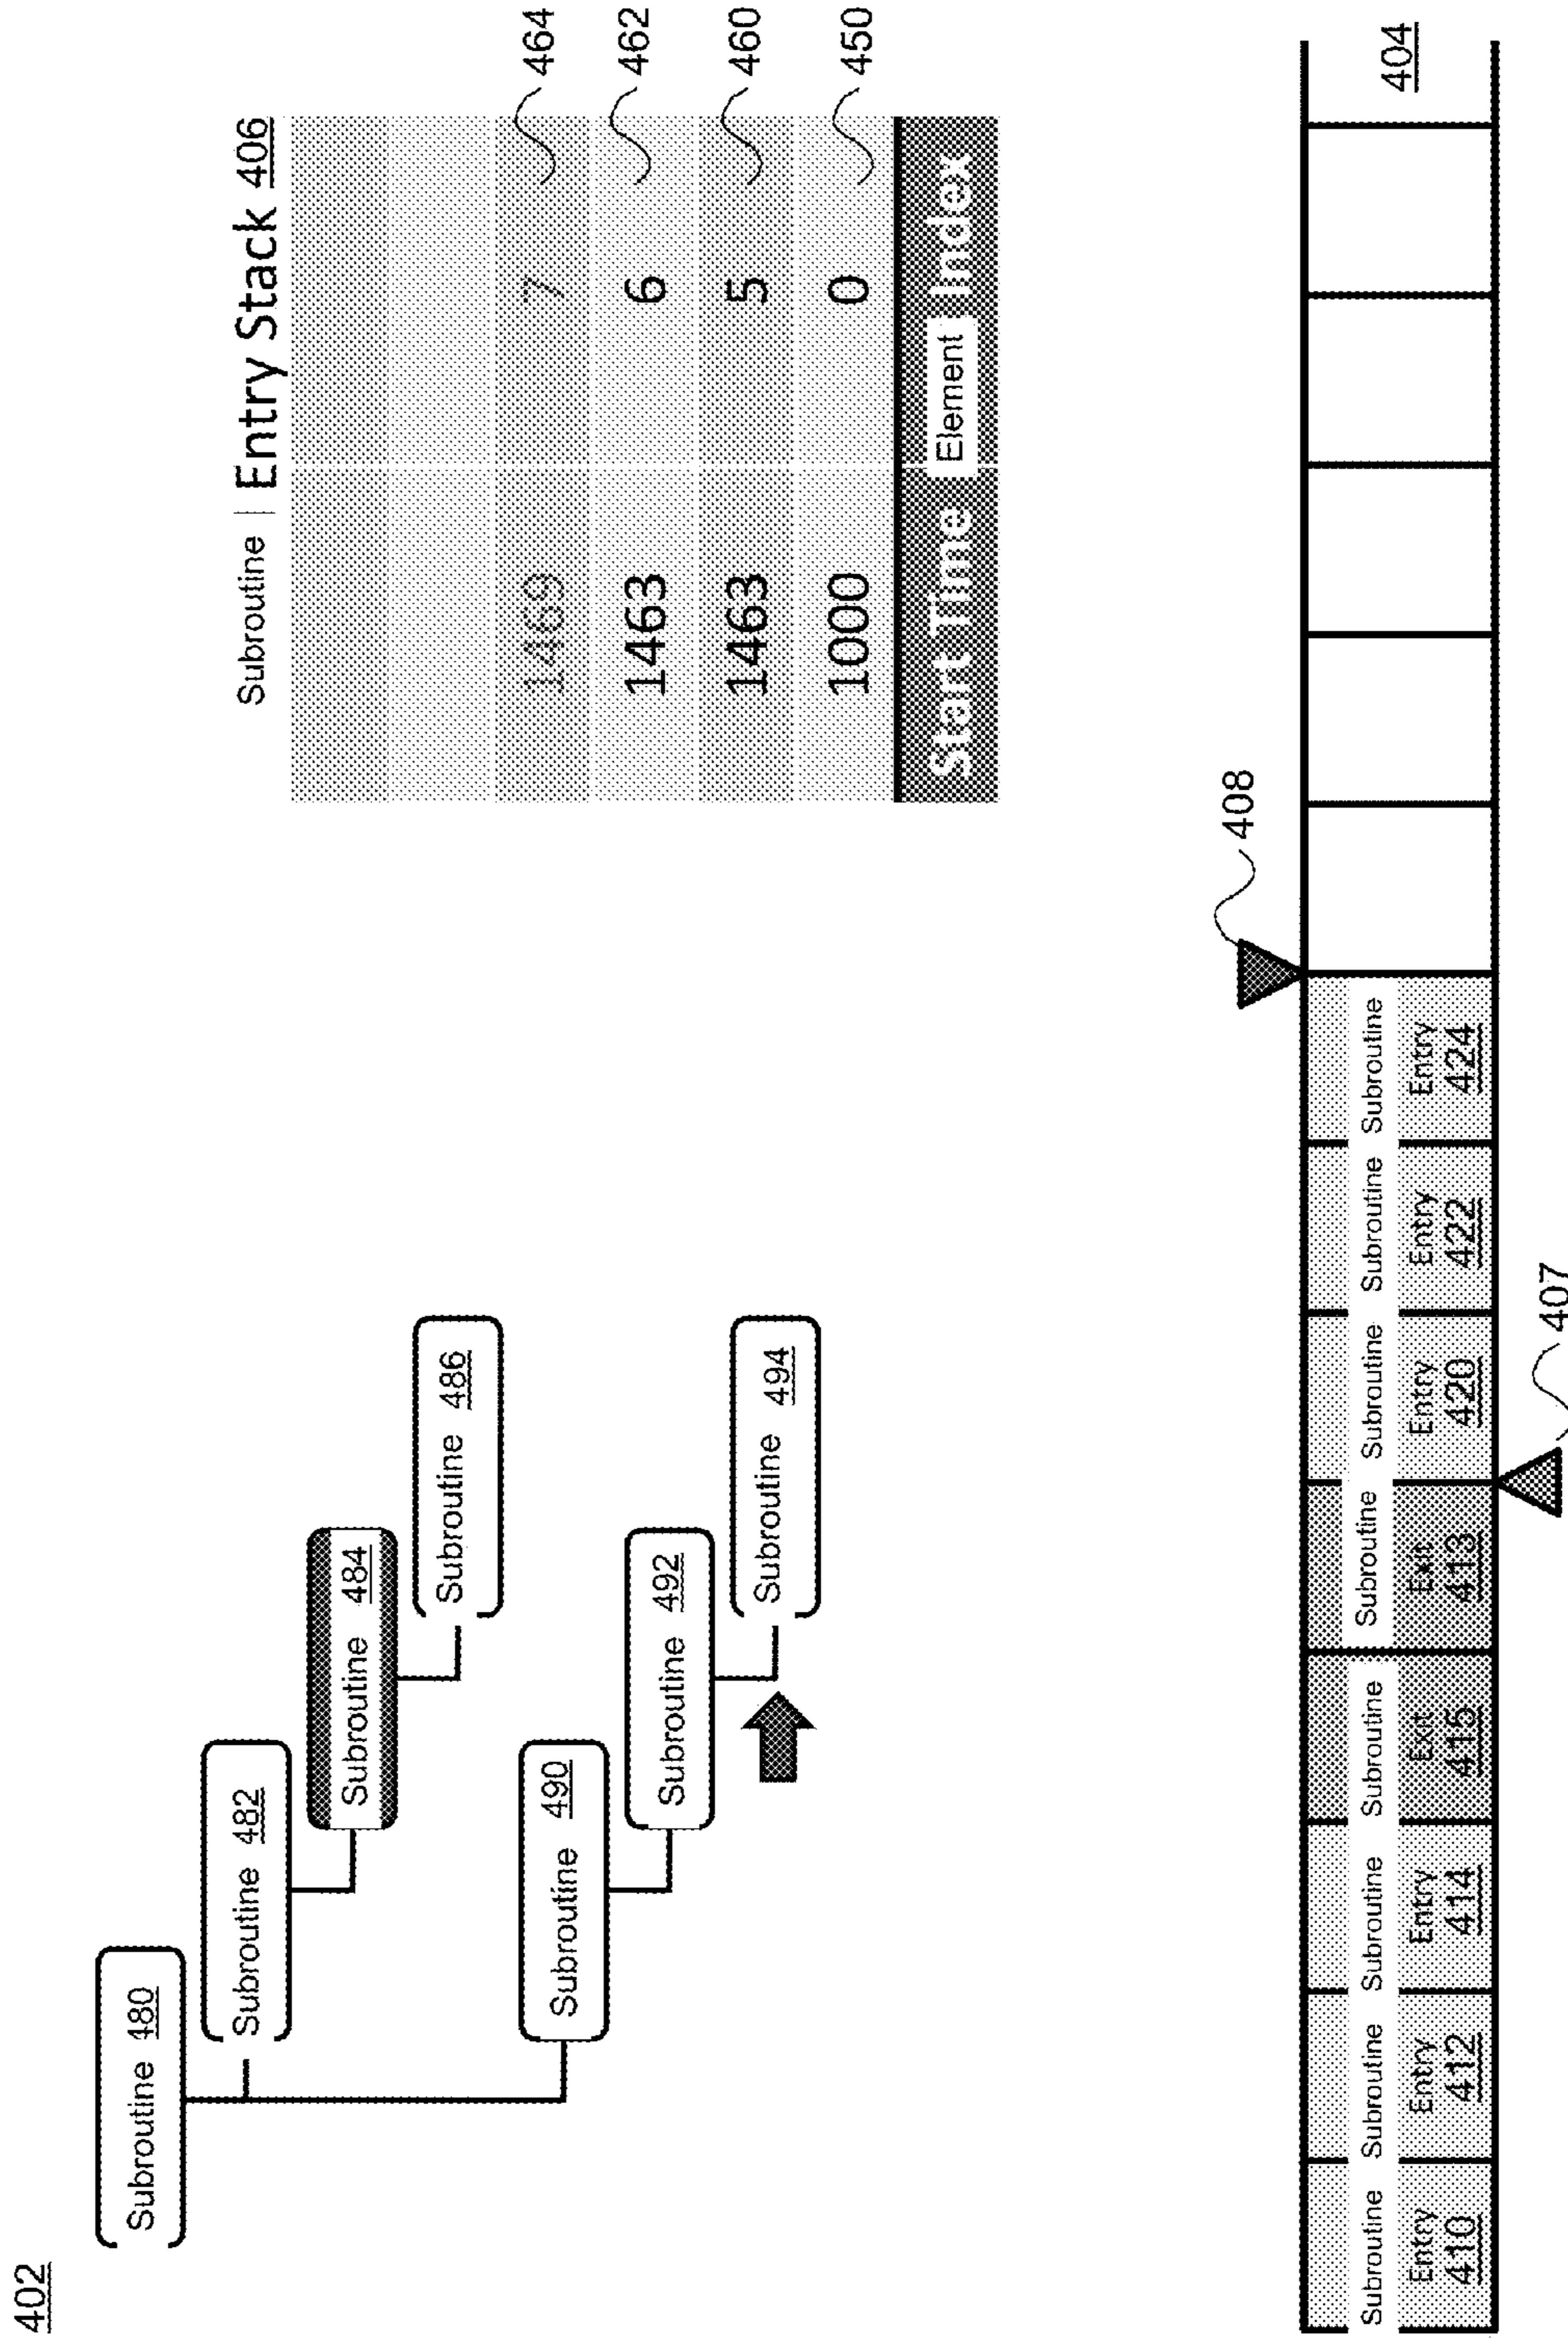 402
Subroutine 480
Subroutine 482
Subroutine 484
Subroutine 486
Subroutine 490
Subroutine 492
Subroutine 494
Subroutine Entry Stack 406
1469 7 464
1463 6 462
1463 5 460
1000 0 450
Start Time Element Index
408
Subroutine Entry 410
Subroutine Entry 412
Subroutine Entry 414
Subroutine Exit 415
Subroutine Exit 413
Subroutine Entry 420
Subroutine Entry 422
Subroutine Entry 424
404
407